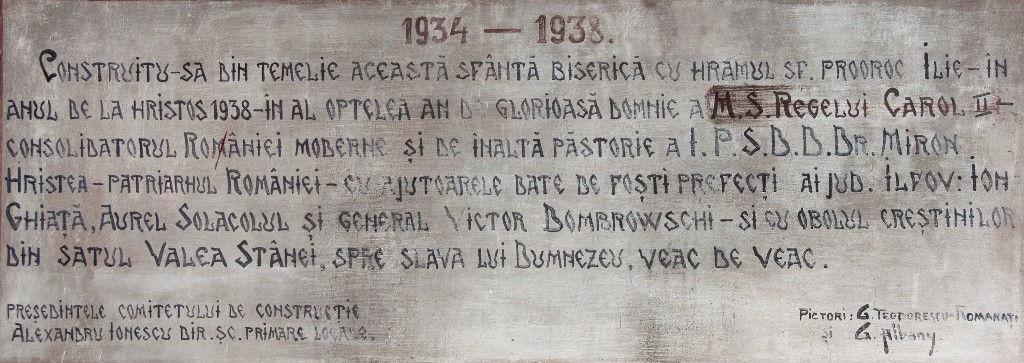 1934 — 1938.
CONSTRUITU-SA DIN TEMELIE ACEASTĂ SFÂNTĂ BISERICĂ CU HRAMUL SF. PROOROC ILIE-ÎN
ANUL DE LA HRISTOS 1938-ÎN AL OPTELEA AN DE GLORIOASĂ DOMNIE A M.S. REGELUI CAROL II-
CONSOLIDATORUL ROMÂNIEI MODERNE ȘI DE ÎNALTĂ PĂSTORIE A I.P.S.D.D.DR. MIRON
HRISTEA-PATRIARHUL ROMÂNIEI-CU AJUTOARELE DATE DE FOȘTI PREFECȚI AI JUD. ILFOV: ION
GHIAȚĂ, AUREL SOLACOLUL ȘI GENERAL VICTOR DOMBROWSCHI-SI CU OBOLUL CREȘTINILOR
DIN SATUL VALEA STÂNEI, SPRE SLAVA LUI DUMNEZEU, VEAC DE VEAC.
PREȘEDINTELE COMITETULUI DE CONSTRUCȚIE
ALEXANDRU IONESCU DIR. ȘC. PRIMARE LOCALE.
PICTORI: G. TEODORESCU-ROMANAȚI
și G. Albany